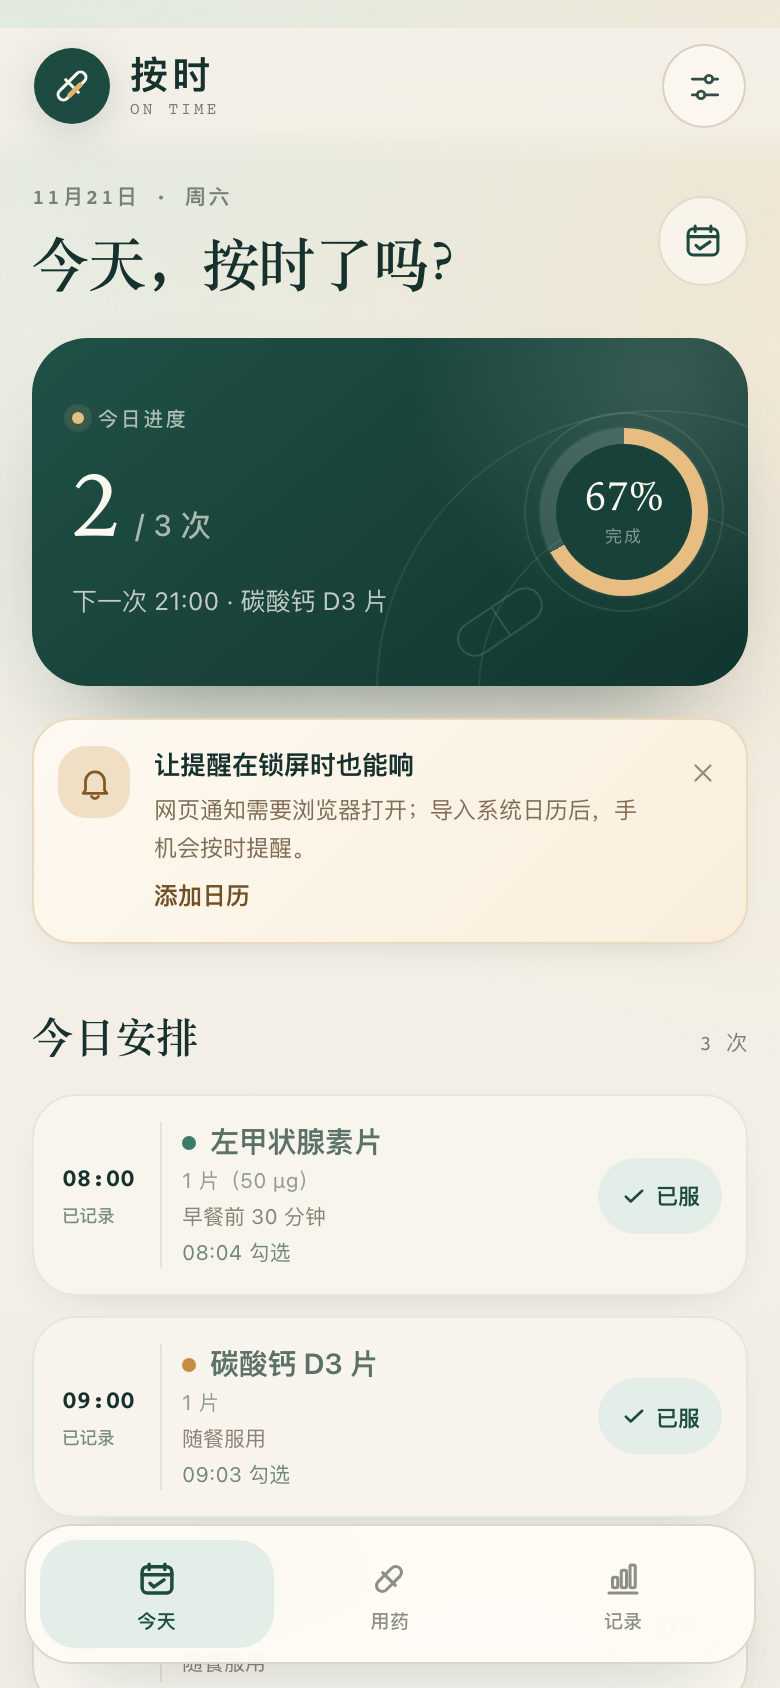 按时
ON TIME
11月21日 · 周六
今天，按时了吗?
今日进度
2 / 3 次
67%
完成
下一次 21:00 · 碳酸钙 D3 片
让提醒在锁屏时也能响
网页通知需要浏览器打开；导入系统日历后，手
机会按时提醒。
添加日历
今日安排
3 次
08:00
已记录
左甲状腺素片
1 片（50 μg）
早餐前 30 分钟
08:04 勾选
已服
09:00
已记录
碳酸钙 D3 片
1 片
随餐服用
09:03 勾选
已服
今天
用药
记录
随餐服用